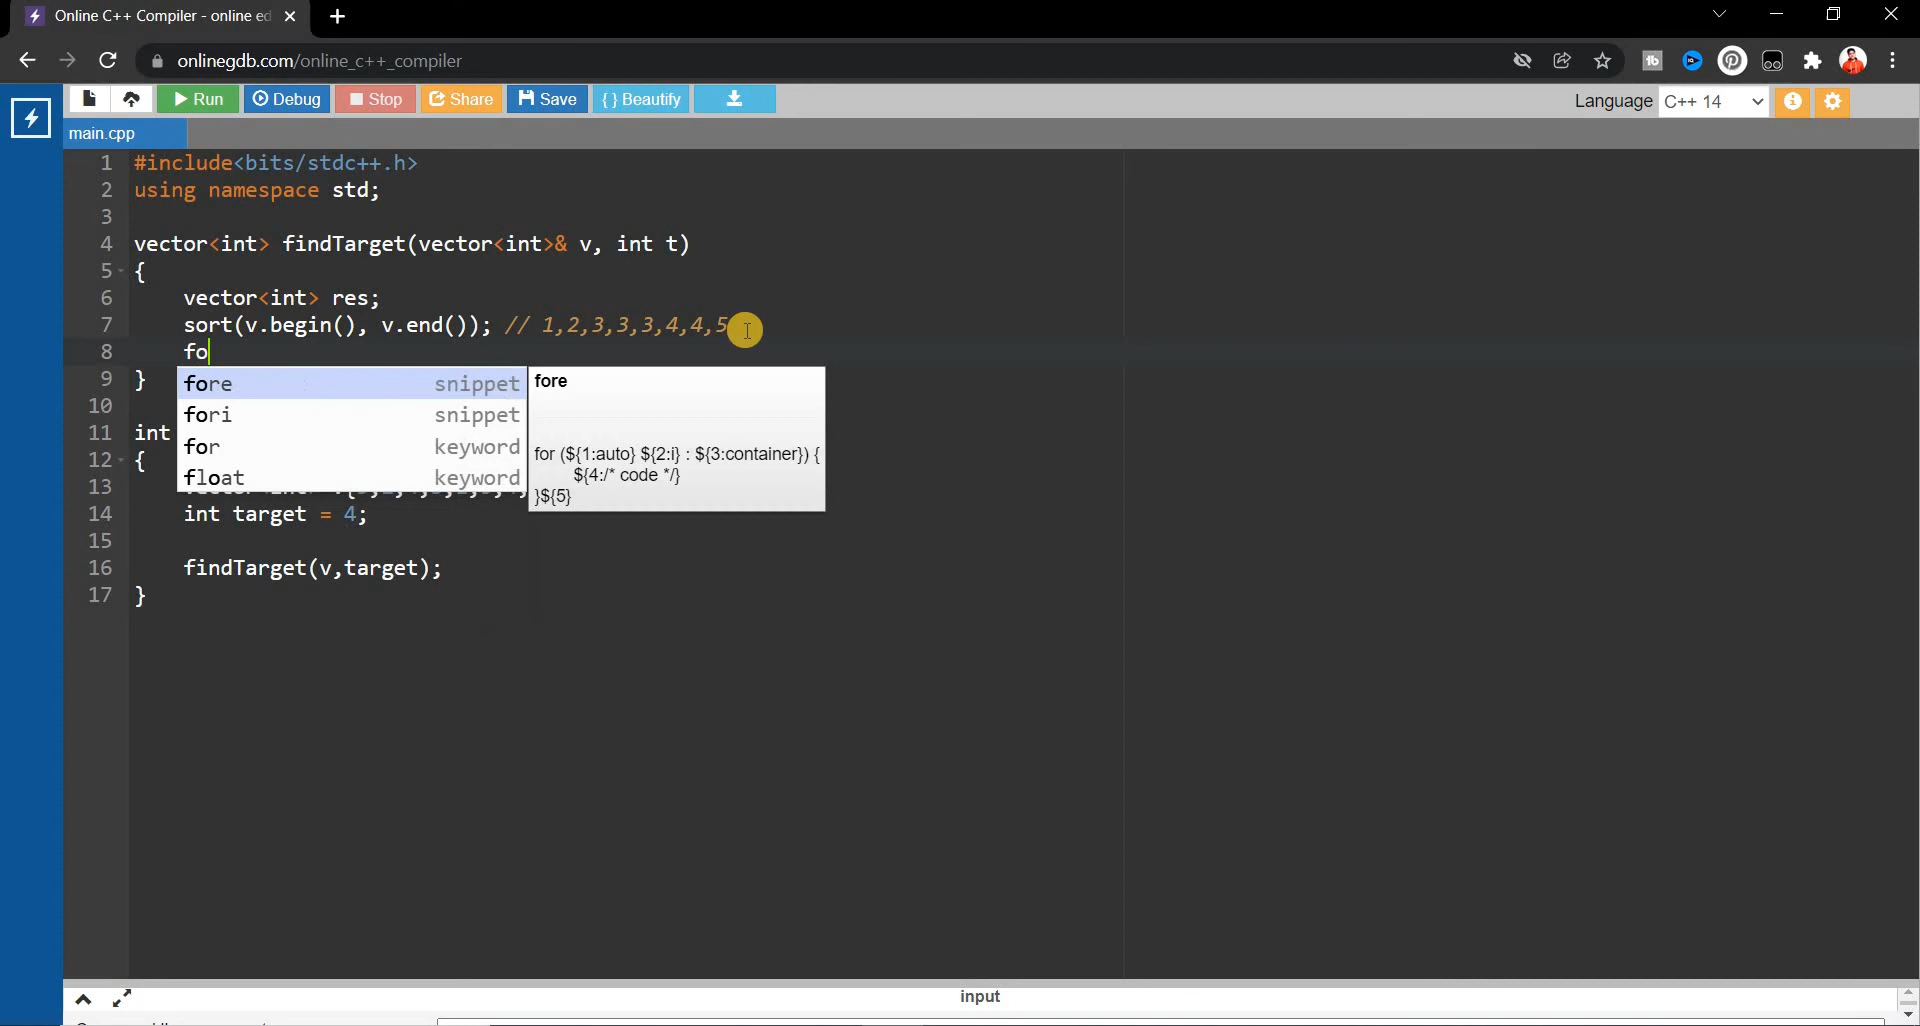 Online C++ Compiler - online ed
onlinegdb.com/online_c++_compiler
Run Debug Stop Share Save { } Beautify
Language C++ 14
main.cpp
1 #include<bits/stdc++.h>
2 using namespace std;
3
4 vector<int> findTarget(vector<int>& v, int t)
5 {
6 vector<int> res;
7 sort(v.begin(), v.end()); // 1,2,3,3,3,4,4,5
8 fo
9 }
fore snippet
fori snippet
for keyword
float keyword
fore
for (${1:auto} ${2:i} : ${3:container}) {
${4:/* code */}
}${5}
10
11 int
12 {
13
14 int target = 4;
15
16 findTarget(v,target);
17 }
input